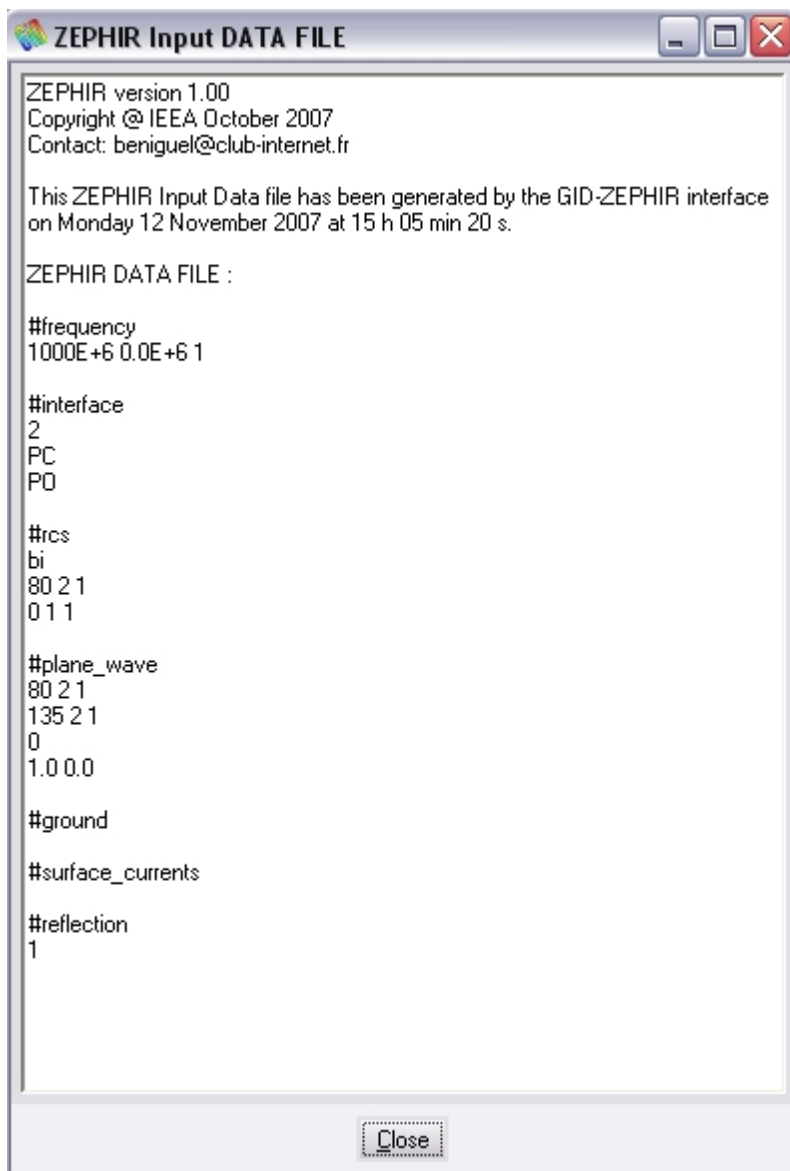 ZEPHIR Input DATA FILE
ZEPHIR version 1.00
Copyright @ IEEA October 2007
Contact: beniguel@club-internet.fr
This ZEPHIR Input Data file has been generated by the GID-ZEPHIR interface
on Monday 12 November 2007 at 15 h 05 min 20 s.
ZEPHIR DATA FILE :
#frequency
1000E+6 0.0E+6 1
#interface
2
PC
PO
#rcs
bi
80 2 1
0 1 1
#plane_wave
80 2 1
135 2 1
0
1.0 0.0
#ground
#surface_currents
#reflection
1
Close